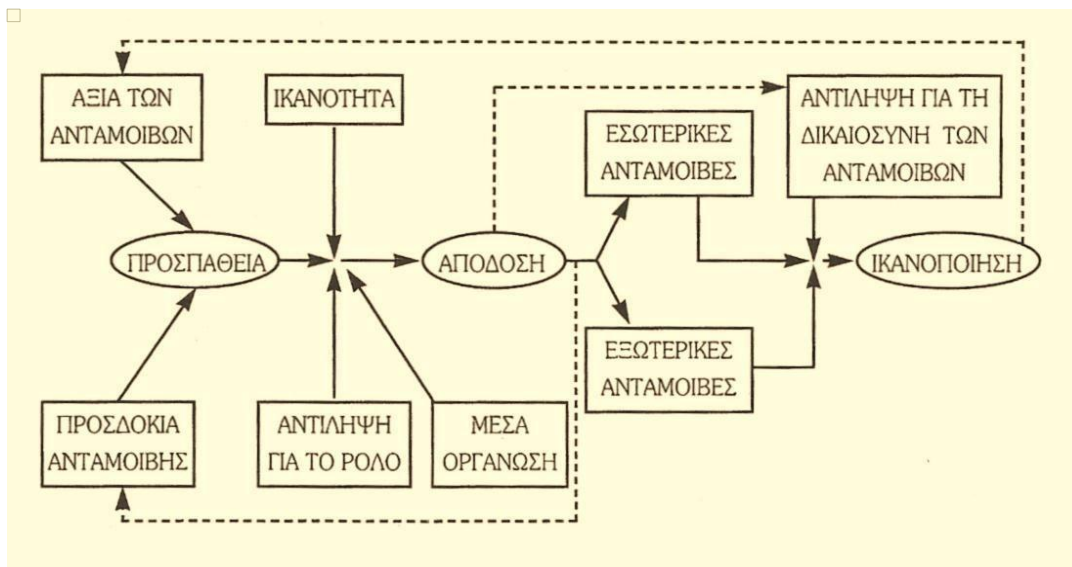 ΑΞΙΑ ΤΩΝ
ΑΝΤΑΜΟΙΒΩΝ
ΙΚΑΝΟΤΗΤΑ
ΕΣΩΤΕΡΙΚΕΣ
ΑΝΤΑΜΟΙΒΕΣ
ΑΝΤΙΛΗΨΗ ΓΙΑ ΤΗ
ΔΙΚΑΙΟΣΥΝΗ ΤΩΝ
ΑΝΤΑΜΟΙΒΩΝ
ΠΡΟΣΠΑΘΕΙΑ
ΑΠΟΔΟΣΗ
ΙΚΑΝΟΠΟΙΗΣΗ
ΕΞΩΤΕΡΙΚΕΣ
ΑΝΤΑΜΟΙΒΕΣ
ΠΡΟΣΔΟΚΙΑ
ΑΝΤΑΜΟΙΒΗΣ
ΑΝΤΙΛΗΨΗ
ΓΙΑ ΤΟ ΡΟΛΟ
ΜΕΣΑ
ΟΡΓΑΝΩΣΗ